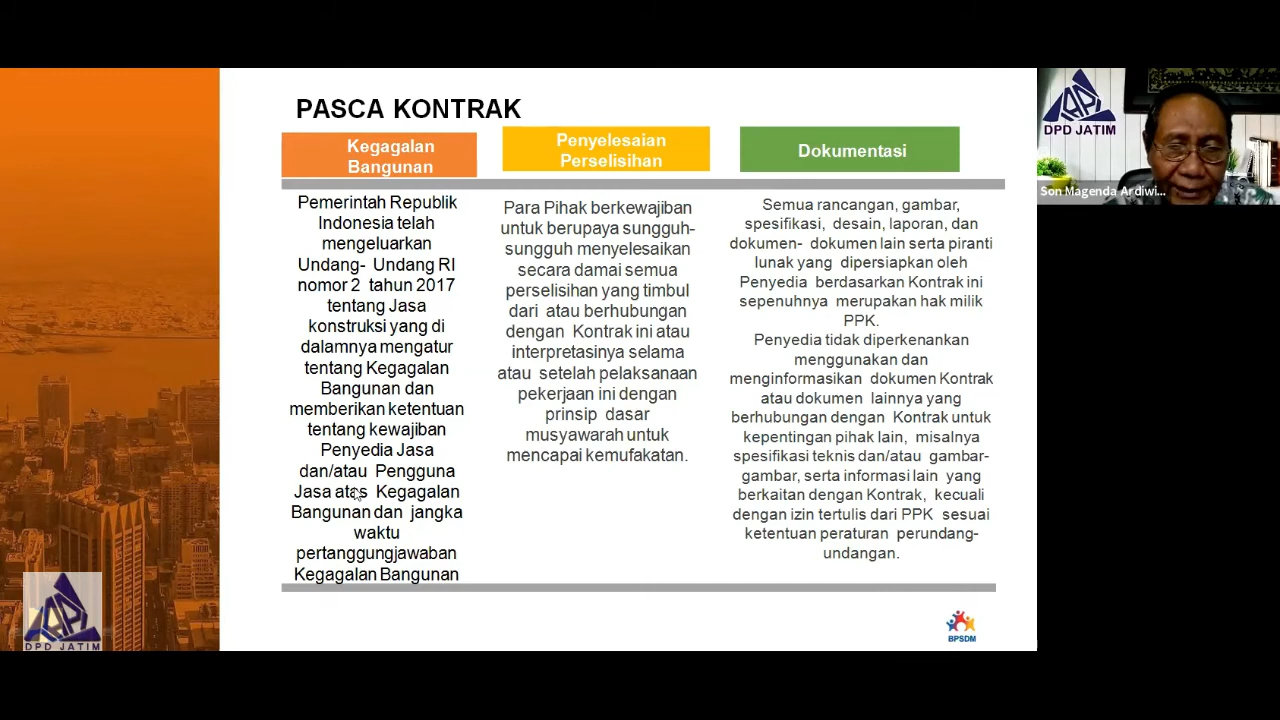 PASCA KONTRAK
Kegagalan
Bangunan
Pemerintah Republik
Indonesia telah
mengeluarkan
Undang- Undang RI
nomor 2 tahun 2017
tentang Jasa
konstruksi yang di
dalamnya mengatur
tentang Kegagalan
Bangunan dan
memberikan ketentuan
tentang kewajiban
Penyedia Jasa
dan/atau Pengguna
Jasa atas Kegagalan
Bangunan dan jangka
waktu
pertanggungjawaban
Kegagalan Bangunan
Penyelesaian
Perselisihan
Para Pihak berkewajiban
untuk berupaya sungguh-
sungguh menyelesaikan
secara damai semua
perselisihan yang timbul
dari atau berhubungan
dengan Kontrak ini atau
interpretasinya selama
atau setelah pelaksanaan
pekerjaan ini dengan
prinsip dasar
musyawarah untuk
mencapai kemufakatan.
Dokumentasi
Semua rancangan, gambar,
spesifikasi, desain, laporan, dan
dokumen- dokumen lain serta piranti
lunak yang dipersiapkan oleh
Penyedia berdasarkan Kontrak ini
sepenuhnya merupakan hak milik
PPK.
Penyedia tidak diperkenankan
menggunakan dan
menginformasikan dokumen Kontrak
atau dokumen lainnya yang
berhubungan dengan Kontrak untuk
kepentingan pihak lain, misalnya
spesifikasi teknis dan/atau gambar-
gambar, serta informasi lain yang
berkaitan dengan Kontrak, kecuali
dengan izin tertulis dari PPK sesuai
ketentuan peraturan perundang-
undangan.
BPSDM
DPD JATIM
Son Magenda Ardiwi...
DPD JATIM